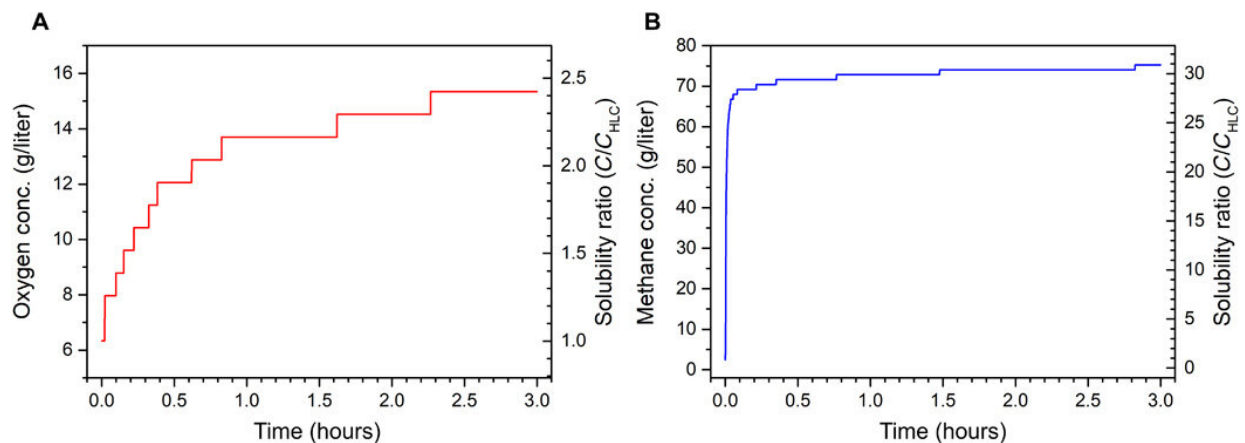 A
Oxygen conc. (g/liter)
16
14
12
10
8
6
2.5
2.0
1.5
1.0
Solubility ratio (C/C_HLC)
0.0 0.5 1.0 1.5 2.0 2.5 3.0
Time (hours)
B
Methane conc. (g/liter)
80
70
60
50
40
30
20
10
0
30
25
20
15
10
5
0
Solubility ratio (C/C_HLC)
0.0 0.5 1.0 1.5 2.0 2.5 3.0
Time (hours)